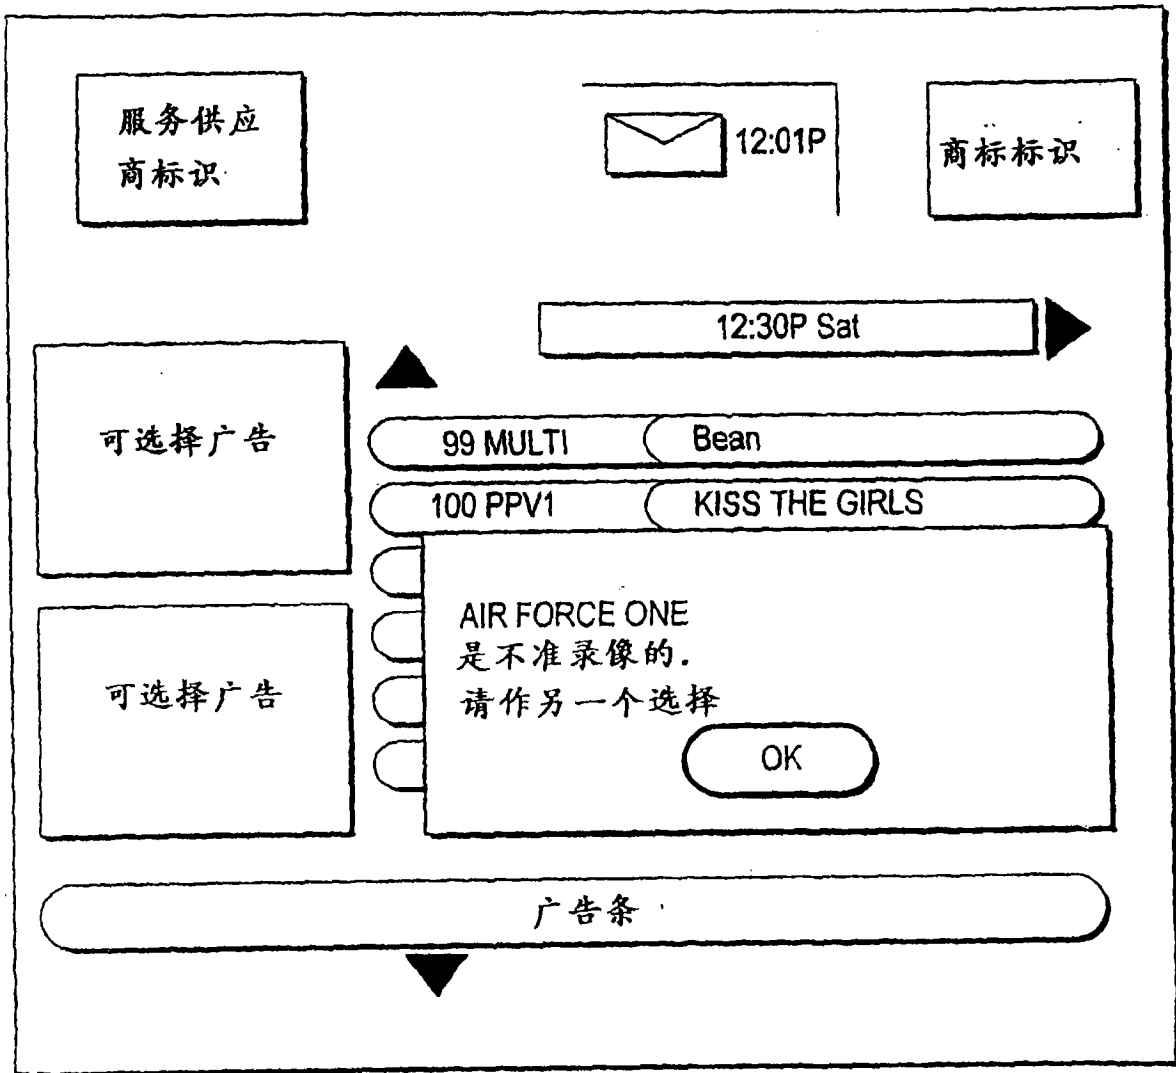 服务供应
商标识
12:01P
商标标识
12:30P Sat
可选择广告
99 MULTI Bean
100 PPV1 KISS THE GIRLS
AIR FORCE ONE
是不准录像的.
请作另一个选择
OK
可选择广告
广告条